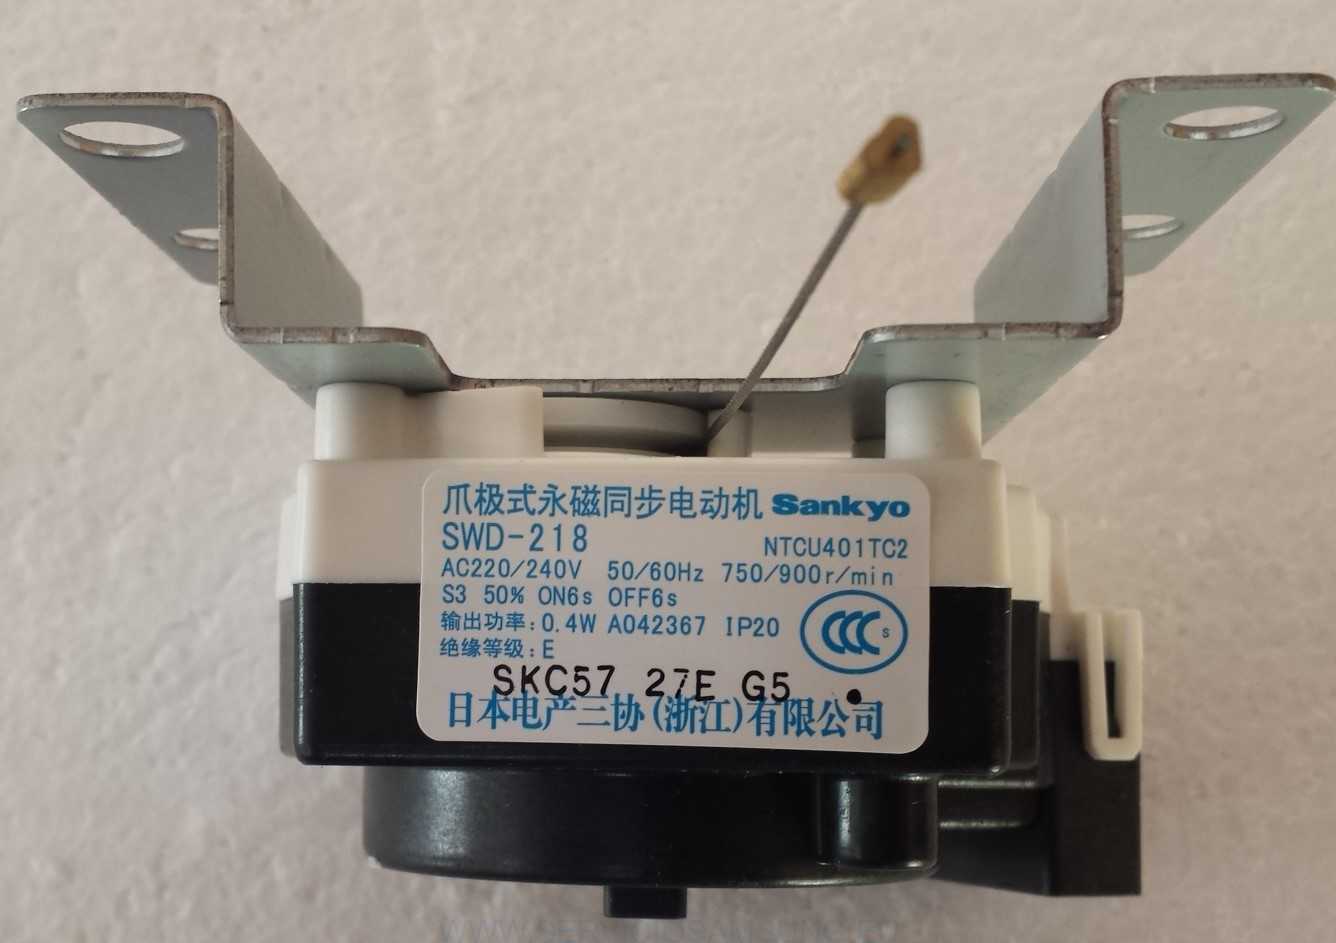 爪极式永磁同步电动机 Sankyo
SWD-218 NTCU401TC2
AC220/240V 50/60Hz 750/900r/min
S3 50% ON6s OFF6s
输出功率: 0.4W A042367 IP20
CCC S
绝缘等级: E
SKC57 27E G5
日本电产三协(浙江)有限公司